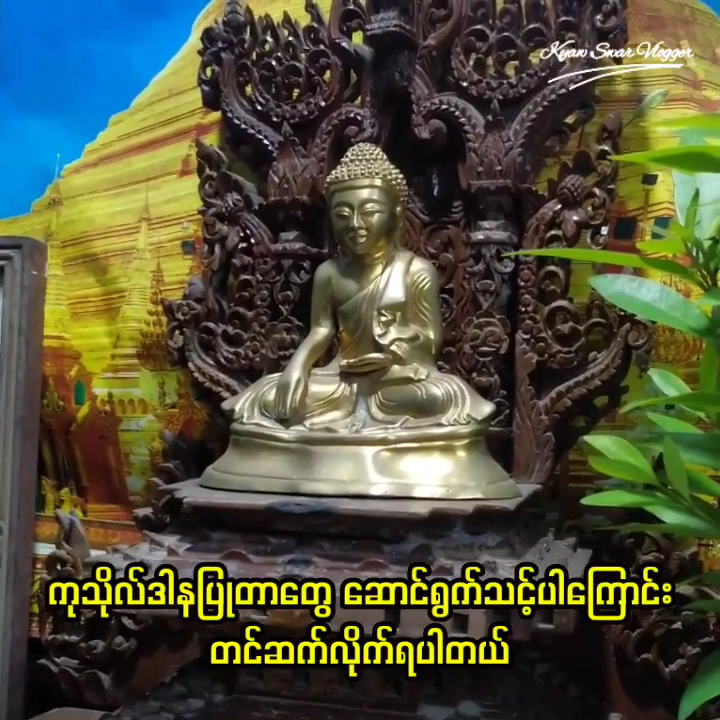 Kyaw Swar Vlogger
ကုသိုလ်ဒါနပြုတာတွေ ဆောင်ရွက်သင့်ပါကြောင်း
တင်ဆက်လိုက်ရပါတယ်